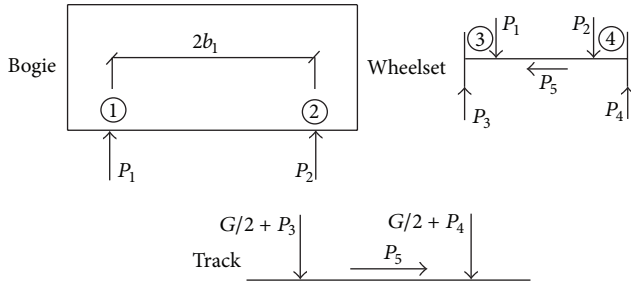 Bogie
2b₁
①
②
P₁
P₂
Wheelset
③
P₁
P₂
④
P₅
P₃
P₄
G/2 + P₃
G/2 + P₄
P₅
Track